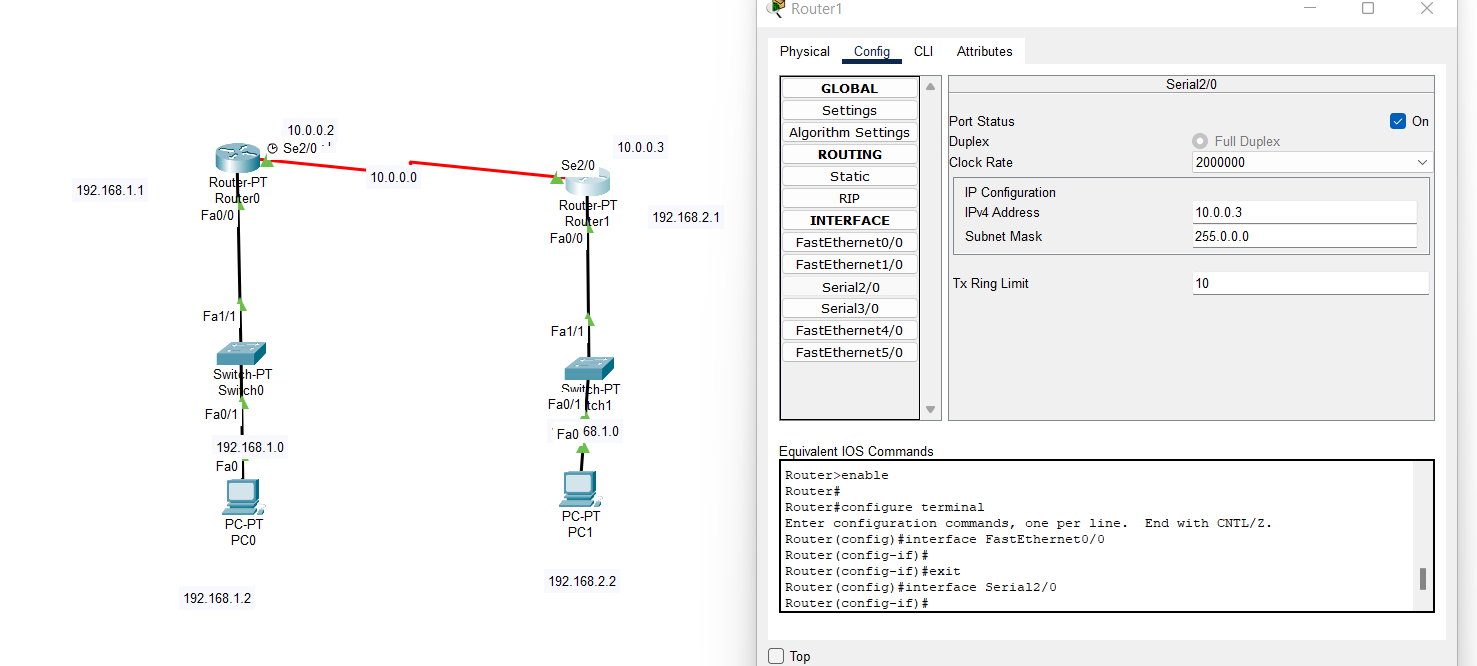 10.0.0.2
Se2/0
10.0.0.0
10.0.0.3
Se2/0
192.168.1.1
Router-PT
Router0
Fa0/0
Router-PT
Router1
Fa0/0
192.168.2.1
Fa1/1
Switch-PT
Switch0
Fa0/1
192.168.1.0
Fa0
PC-PT
PC0
192.168.1.2
Fa1/1
Switch-PT
Fa0/1 tch1
Fa0 68.1.0
PC-PT
PC1
192.168.2.2
Router1
Physical Config CLI Attributes
GLOBAL
Settings
Algorithm Settings
ROUTING
Static
RIP
INTERFACE
FastEthernet0/0
FastEthernet1/0
Serial2/0
Serial3/0
FastEthernet4/0
FastEthernet5/0
Serial2/0
Port Status On
Duplex Full Duplex
Clock Rate 2000000
IP Configuration
IPv4 Address 10.0.0.3
Subnet Mask 255.0.0.0
Tx Ring Limit 10
Equivalent IOS Commands
Router>enable
Router#
Router#configure terminal
Enter configuration commands, one per line. End with CNTL/Z.
Router(config)#interface FastEthernet0/0
Router(config-if)#
Router(config-if)#exit
Router(config)#interface Serial2/0
Router(config-if)#
Top